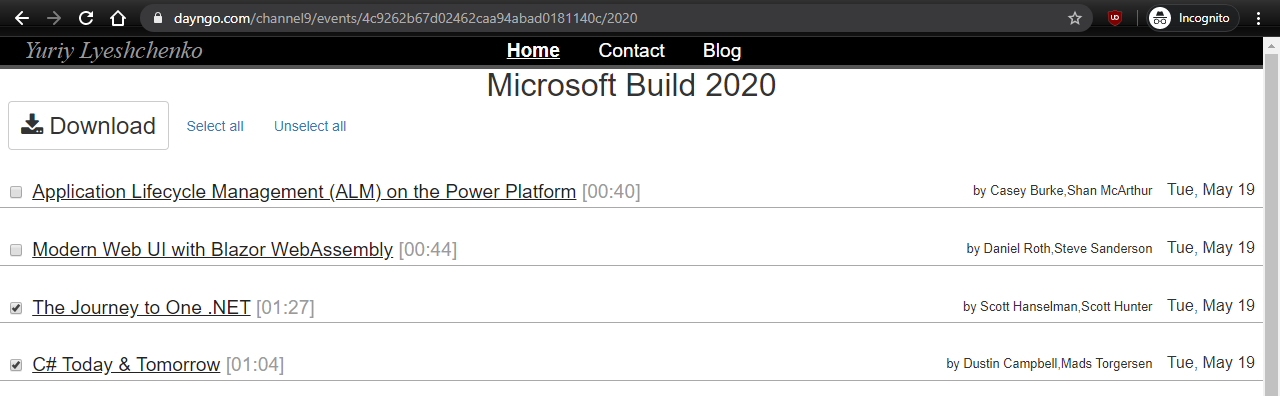 dayngo.com/channel9/events/4c9262b67d02462caa94abad0181140c/2020 Incognito
Yuriy Lyeshchenko Home Contact Blog
Microsoft Build 2020
Download Select all Unselect all
Application Lifecycle Management (ALM) on the Power Platform [00:40] by Casey Burke,Shan McArthur Tue, May 19
Modern Web UI with Blazor WebAssembly [00:44] by Daniel Roth,Steve Sanderson Tue, May 19
The Journey to One .NET [01:27] by Scott Hanselman,Scott Hunter Tue, May 19
C# Today & Tomorrow [01:04] by Dustin Campbell,Mads Torgersen Tue, May 19